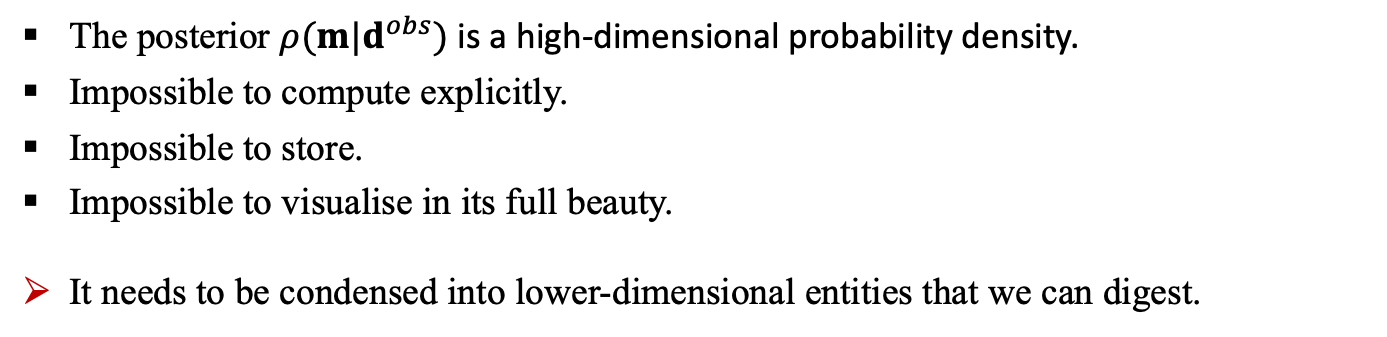 ▪ The posterior ρ(m|d^obs) is a high-dimensional probability density.
▪ Impossible to compute explicitly.
▪ Impossible to store.
▪ Impossible to visualise in its full beauty.
➢ It needs to be condensed into lower-dimensional entities that we can digest.